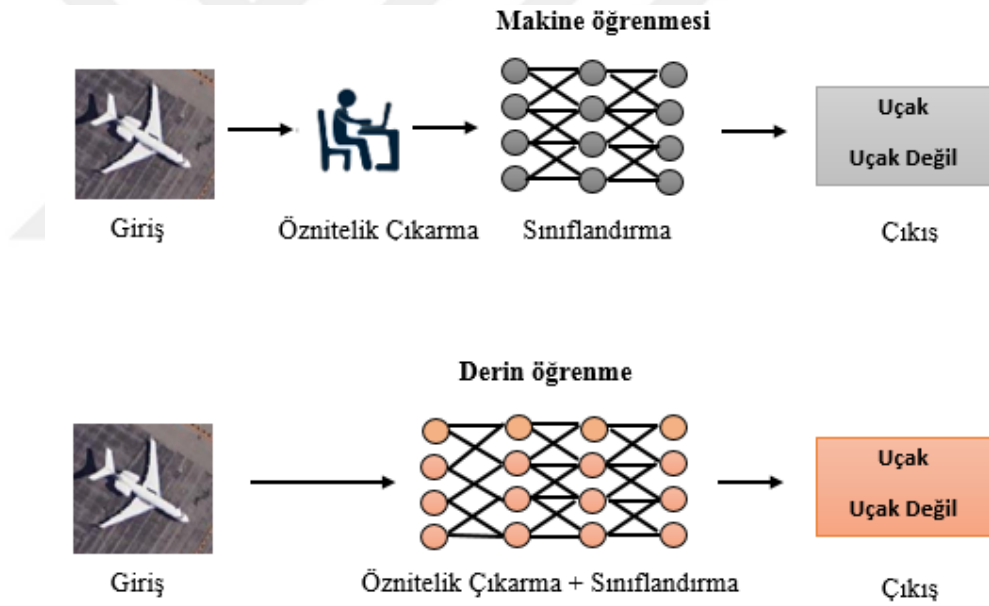 Makine öğrenmesi
Uçak
Uçak Değil
Giriş
Öznitelik Çıkarma
Sınıflandırma
Çıkış
Derin öğrenme
Uçak
Uçak Değil
Giriş
Öznitelik Çıkarma + Sınıflandırma
Çıkış